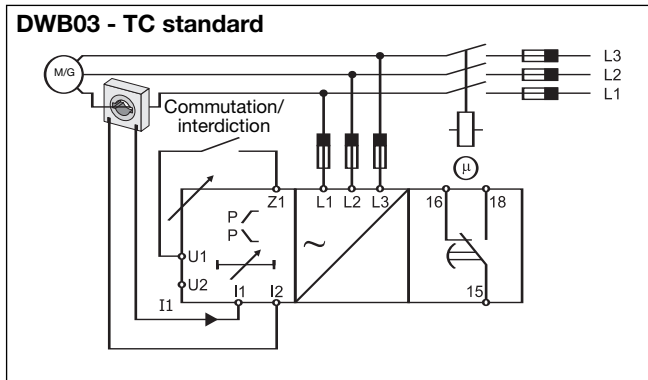 DWB03 - TC standard
L3
M/G
L2
L1
Commutation/
interdiction
µ
Z1 L1 L2 L3 16 18
P
P
~
U1
U2
I1 I1 I2 15